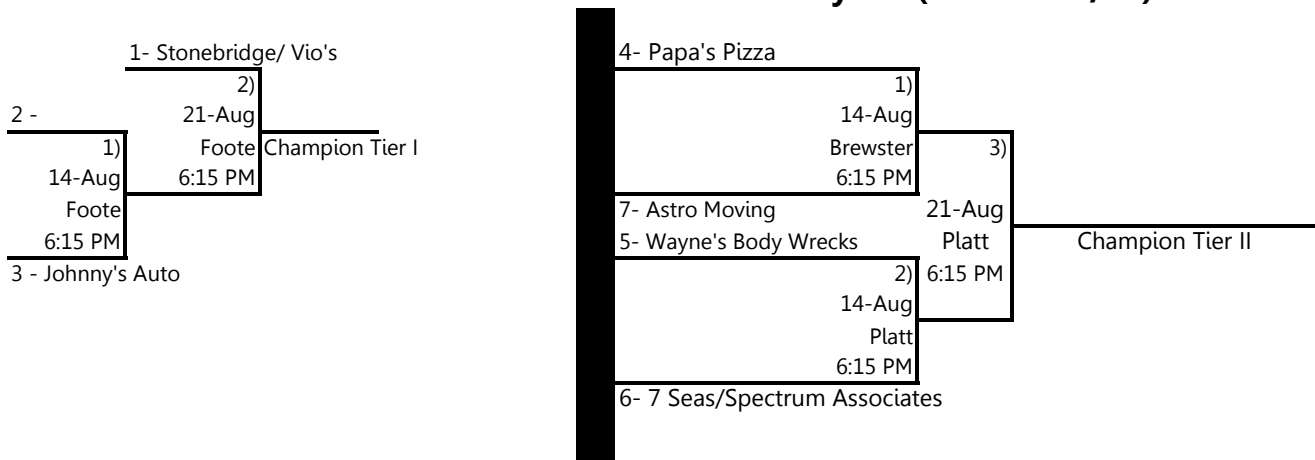 1- Stonebridge/ Vio's
2)
2 -
21-Aug
1)
Foote
Champion Tier I
14-Aug
6:15 PM
Foote
6:15 PM
3 - Johnny's Auto
4- Papa's Pizza
1)
14-Aug
Brewster
3)
6:15 PM
7- Astro Moving
21-Aug
5- Wayne's Body Wrecks
Platt
Champion Tier II
2)
6:15 PM
14-Aug
Platt
6:15 PM
6- 7 Seas/Spectrum Associates